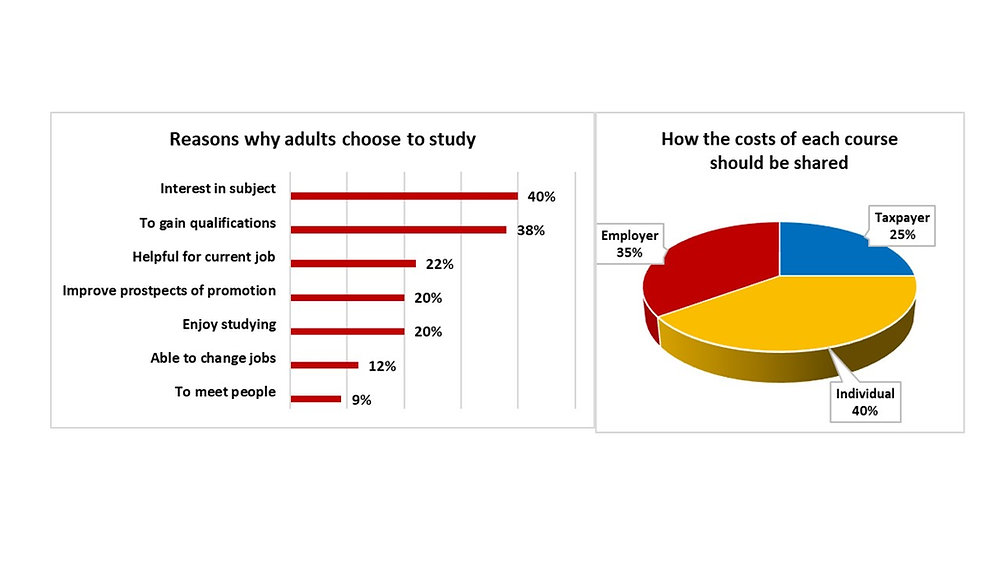 Reasons why adults choose to study
Interest in subject
40%
To gain qualifications
38%
Helpful for current job
22%
Improve prostpects of promotion
20%
Enjoy studying
20%
Able to change jobs
12%
To meet people
9%
How the costs of each course
should be shared
Taxpayer
25%
Employer
35%
Individual
40%